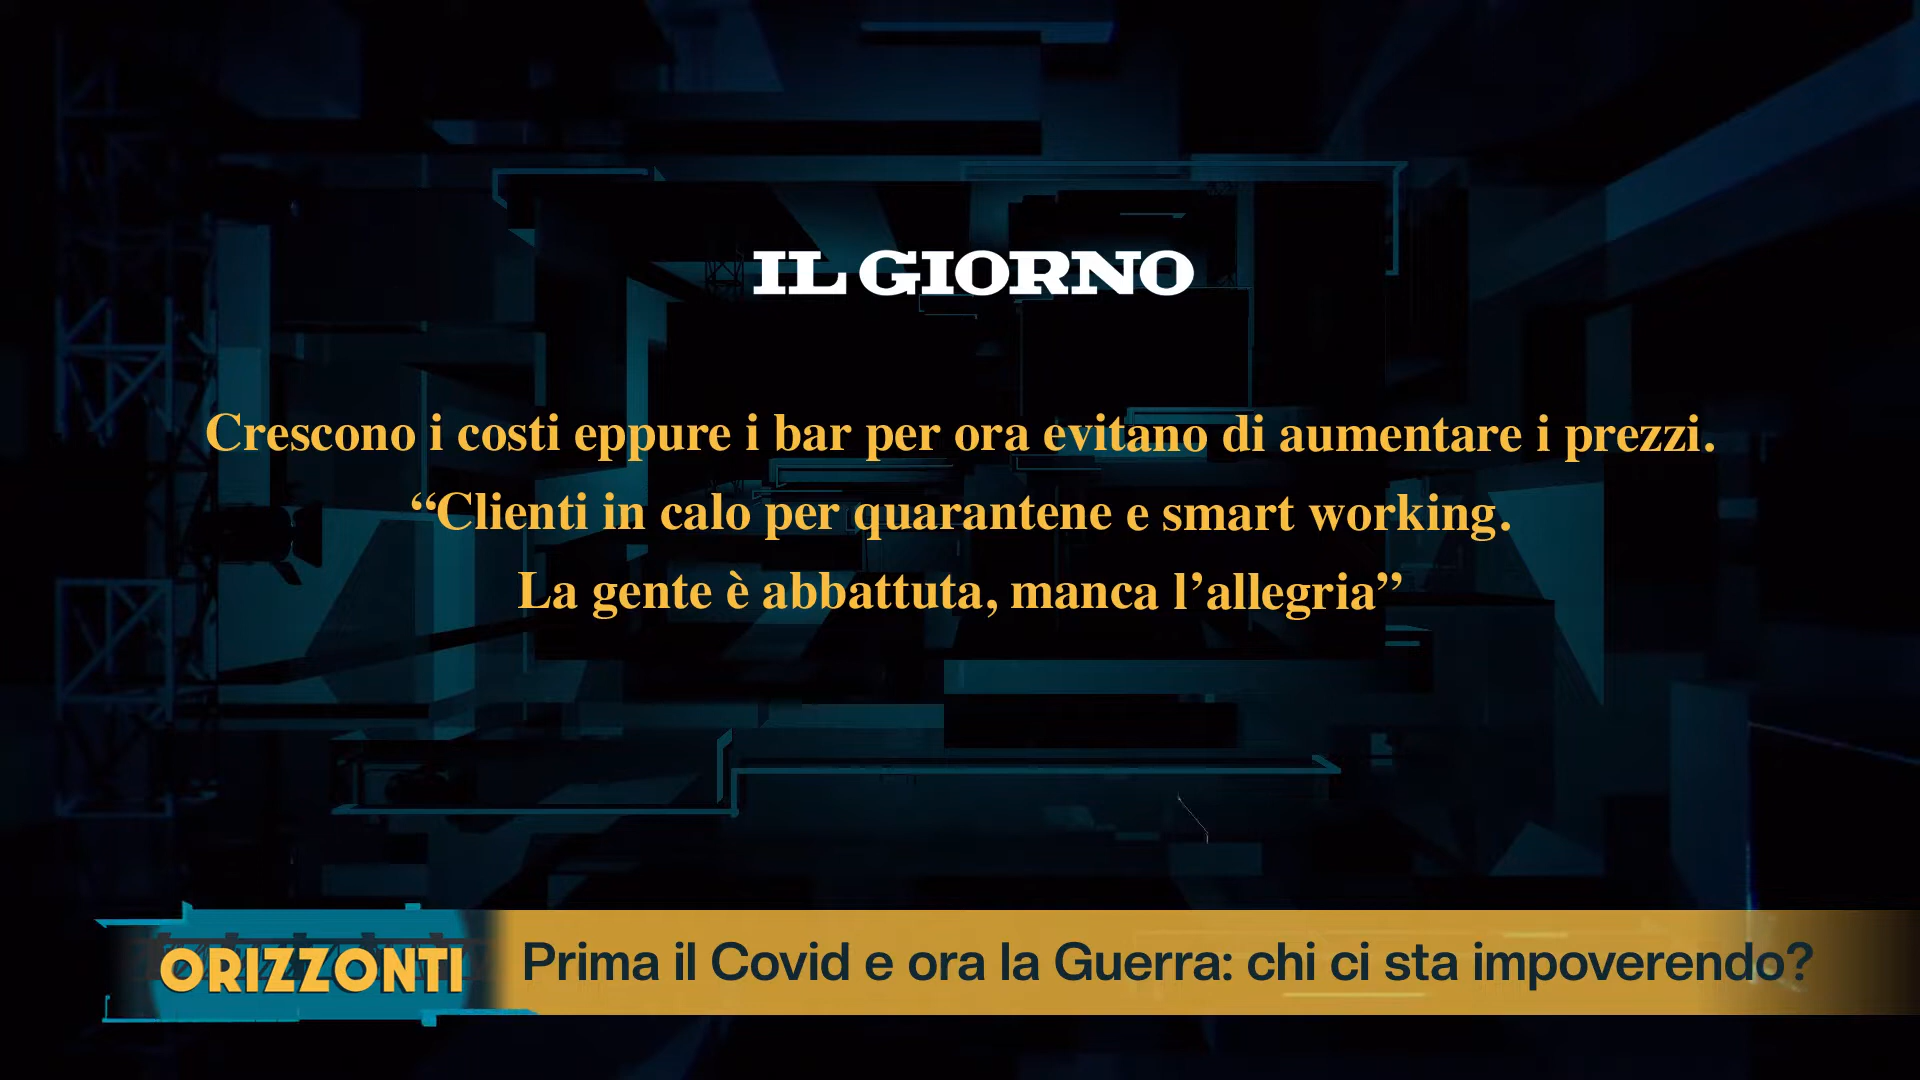 IL GIORNO
Crescono i costi eppure i bar per ora evitano di aumentare i prezzi.
“Clienti in calo per quarantene e smart working.
La gente è abbattuta, manca l’allegria”
ORIZZONTI
Prima il Covid e ora la Guerra: chi ci sta impoverendo?